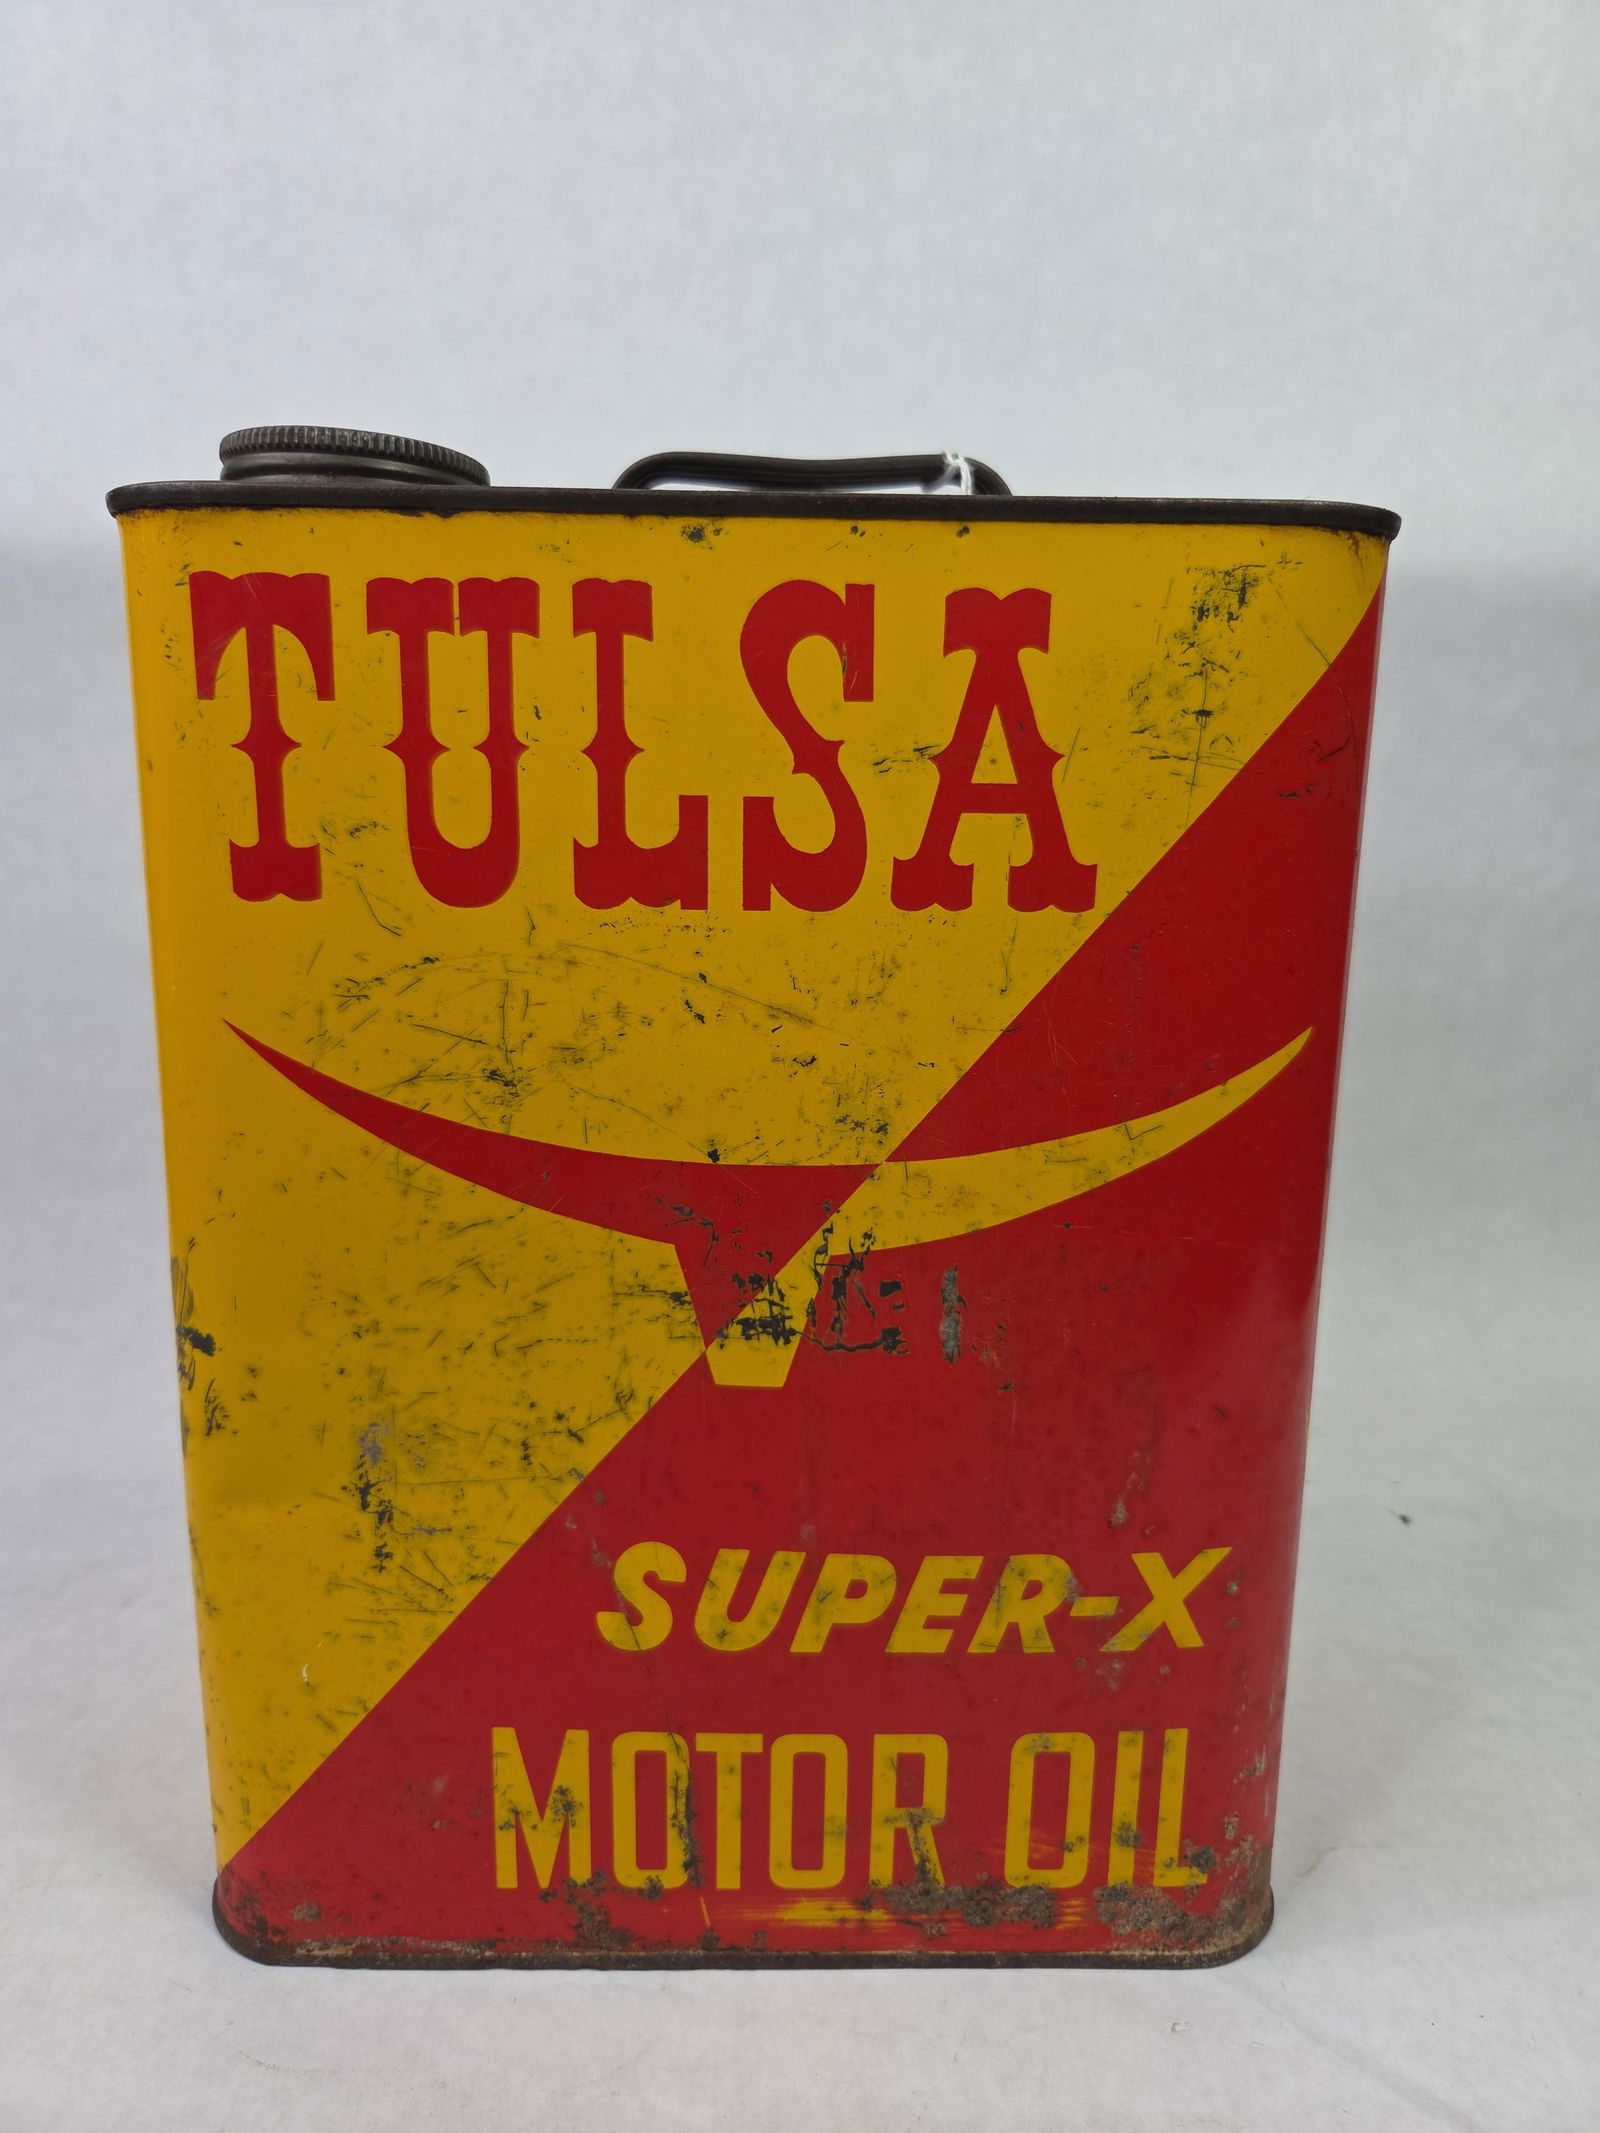 TULSA
SUPER-X
MOTOR OIL